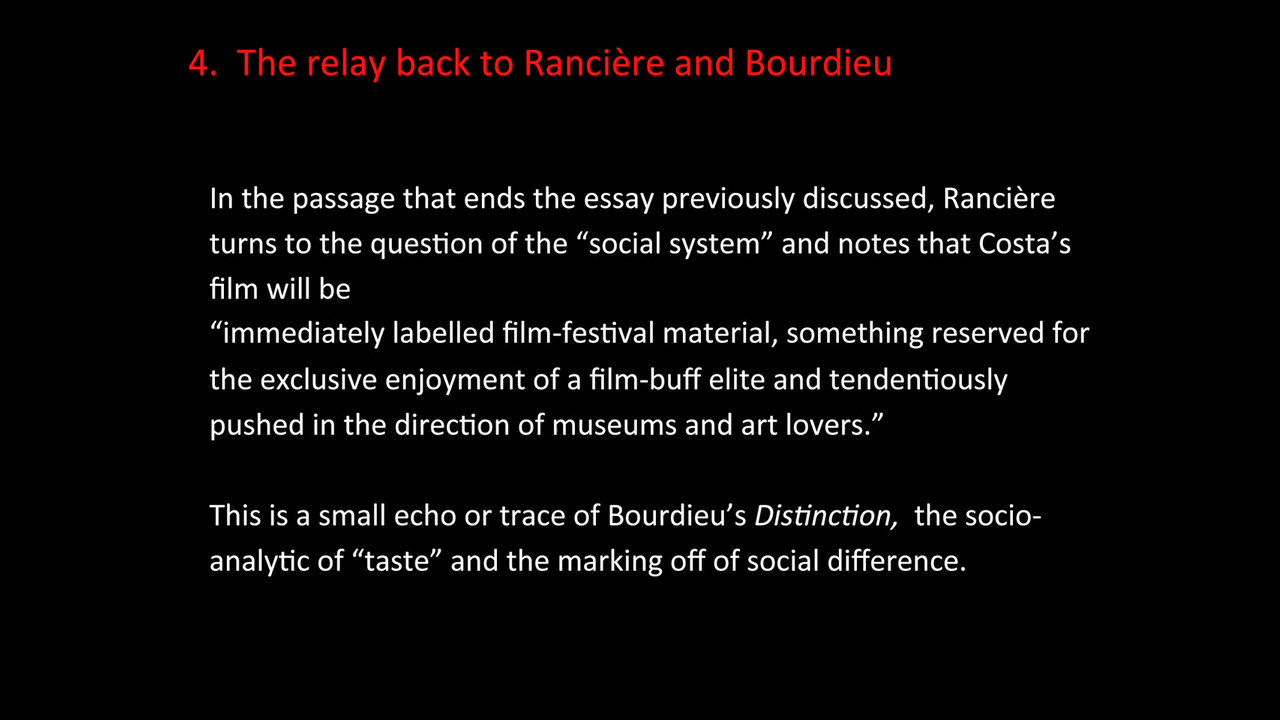 4. The relay back to Rancière and Bourdieu
In the passage that ends the essay previously discussed, Rancière
turns to the question of the “social system” and notes that Costa’s
film will be
“immediately labelled film-festival material, something reserved for
the exclusive enjoyment of a film-buff elite and tendentiously
pushed in the direction of museums and art lovers.”
This is a small echo or trace of Bourdieu’s Distinction, the socio-
analytic of “taste” and the marking off of social difference.